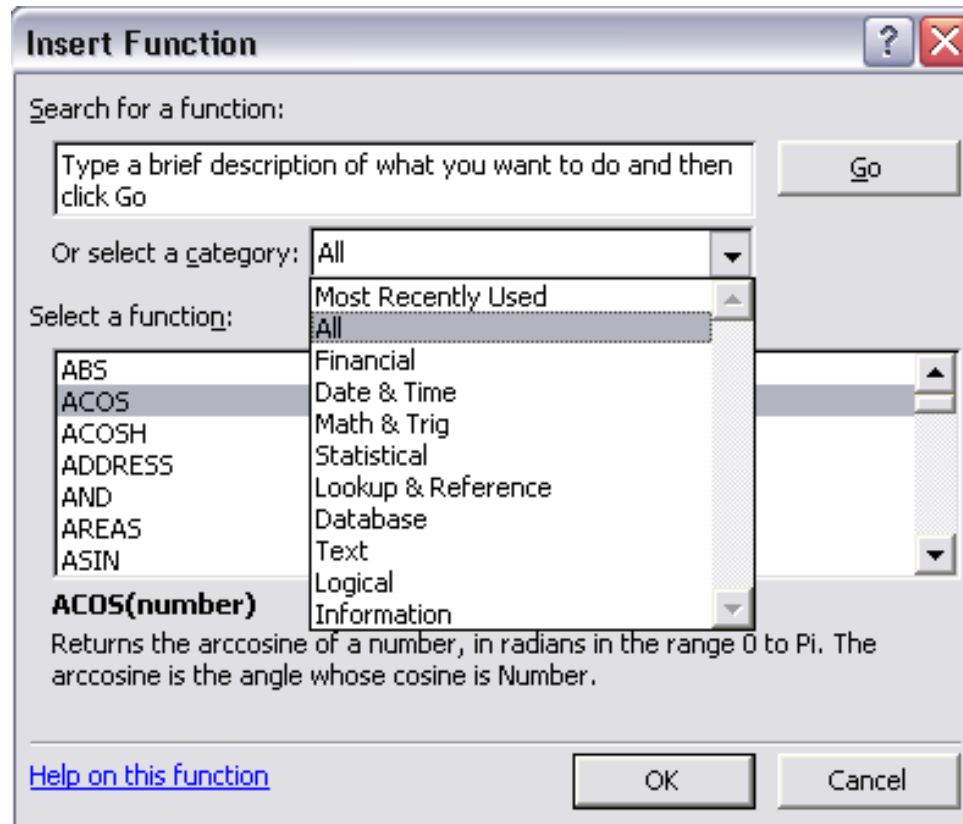 Insert Function
Search for a function:
Type a brief description of what you want to do and then
click Go
Go
Or select a category:
All
Most Recently Used
All
Financial
Date & Time
Math & Trig
Statistical
Lookup & Reference
Database
Text
Logical
Information
Select a function:
ABS
ACOS
ACOSH
ADDRESS
AND
AREAS
ASIN
ACOS(number)
Returns the arccosine of a number, in radians in the range 0 to Pi. The
arccosine is the angle whose cosine is Number.
Help on this function
OK
Cancel